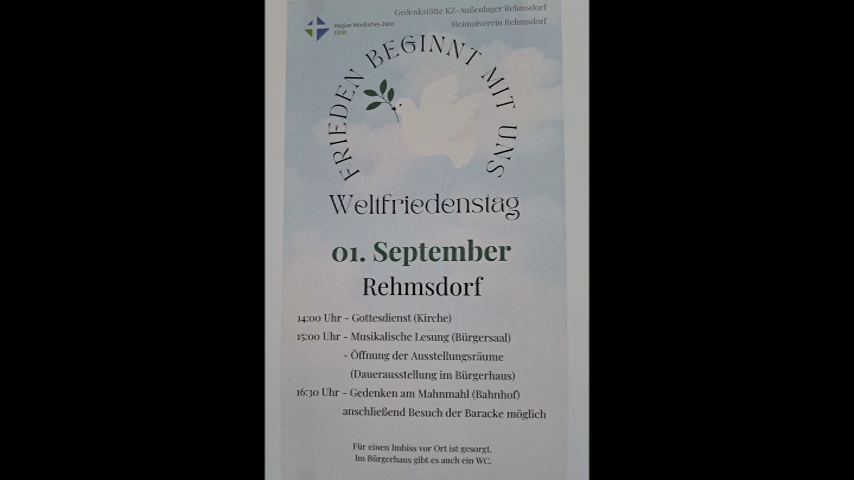 Gedenkstätte KZ-Außenlager Rehmsdorf
Heimatverein Rehmsdorf
Region Nördliches Zeitz
FRIEDEN BEGINNT MIT UNS
Weltfriedenstag
01. September
Rehmsdorf
14:00 Uhr - Gottesdienst (Kirche)
15:00 Uhr - Musikalische Lesung (Bürgersaal)
- Öffnung der Ausstellungsräume
(Dauerausstellung im Bürgerhaus)
16:30 Uhr - Gedenken am Mahnmahl (Bahnhof)
anschließend Besuch der Baracke möglich
Für einen Imbiss vor Ort ist gesorgt.
Im Bürgerhaus gibt es auch ein WC.